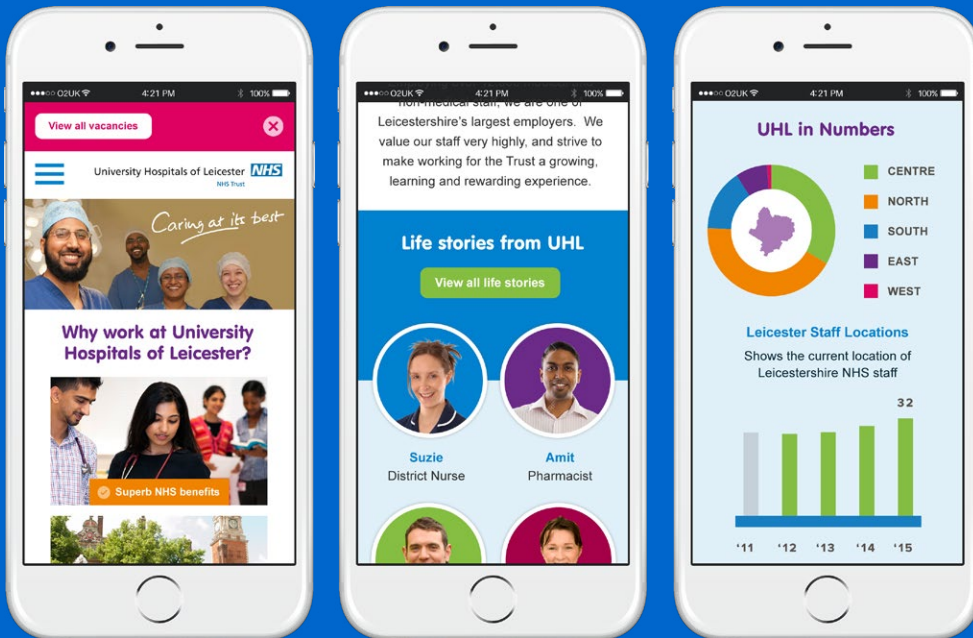 O2UK 4:21 PM 100%
View all vacancies
University Hospitals of Leicester NHS
NHS Trust
Caring at its best
Why work at University
Hospitals of Leicester?
Superb NHS benefits
O2UK 4:21 PM 100%
non-medical staff, we are one of
Leicestershire's largest employers. We
value our staff very highly, and strive to
make working for the Trust a growing,
learning and rewarding experience.
Life stories from UHL
View all life stories
Suzie
District Nurse
Amit
Pharmacist
O2UK 4:21 PM 100%
UHL in Numbers
CENTRE
NORTH
SOUTH
EAST
WEST
Leicester Staff Locations
Shows the current location of
Leicestershire NHS staff
32
'11 '12 '13 '14 '15